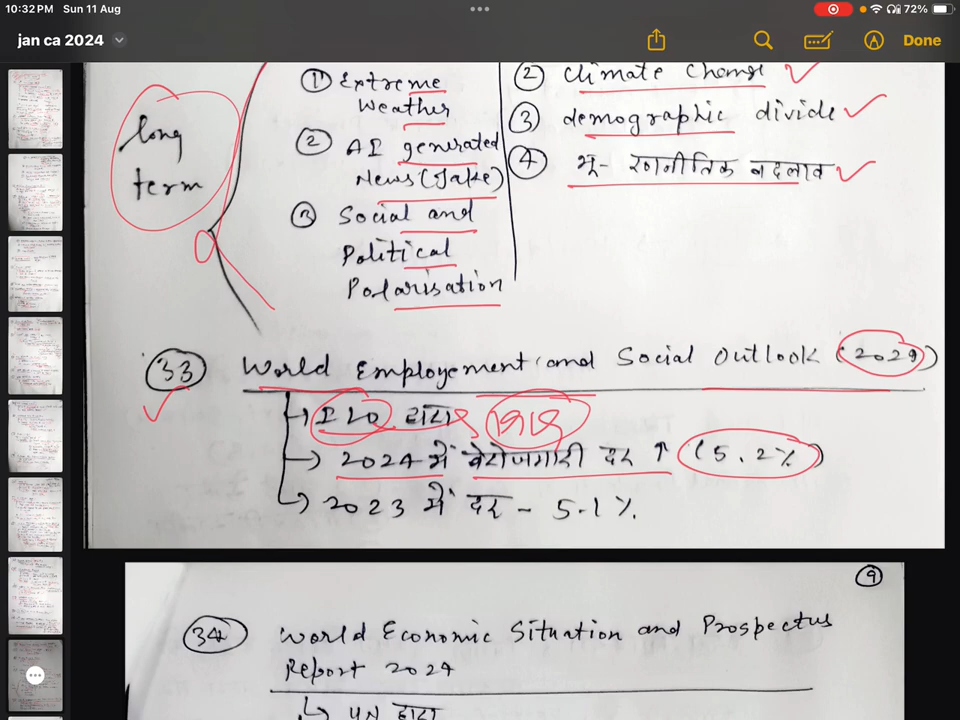 10:32 PM Sun 11 Aug
72%
jan ca 2024
Done
long
term
① Extreme
Weather
② AI generated
News (fake)
③ Social and
Political
Polarisation
② climate change
③ demographic divide
④ भू- रणनीतिक बदलाव
33 World Employement and Social Outlook (2024)
ILO द्वारा
2024 में बेरोजगारी दर ↑ (5.2%)
2023 में दर - 5.1%.
9
34 World Economic Situation and Prospectus
Report 2024
UN द्वारा